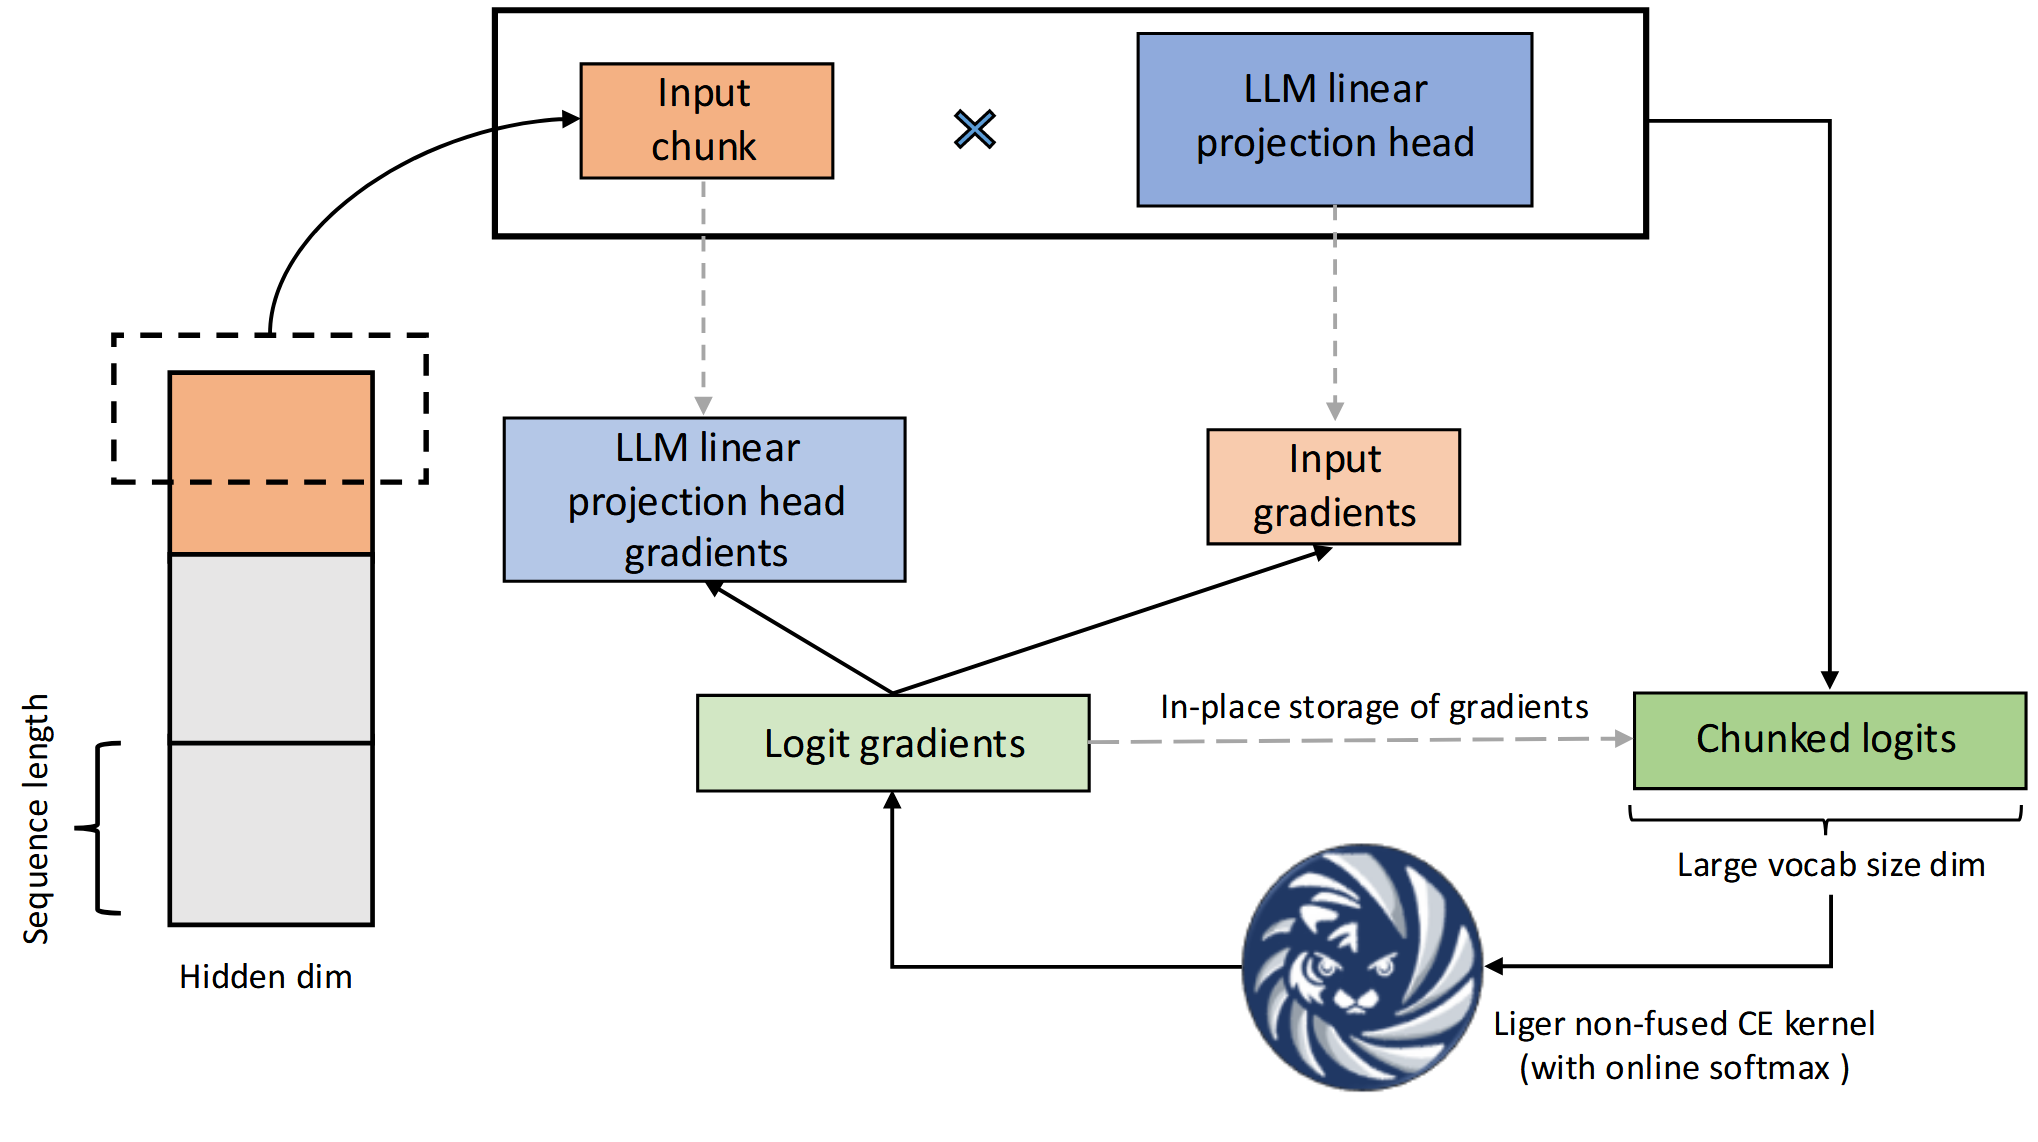 Input
chunk
LLM linear
projection head
LLM linear
projection head
gradients
Input
gradients
Sequence length
Hidden dim
Logit gradients
In-place storage of gradients
Chunked logits
Large vocab size dim
Liger non-fused CE kernel
(with online softmax )